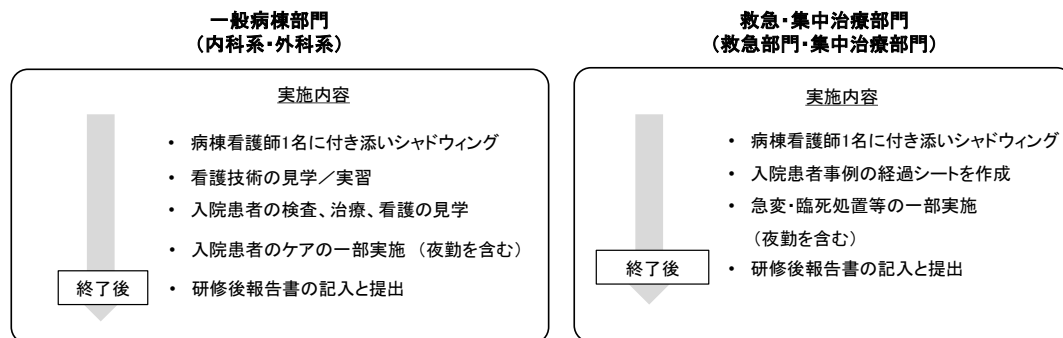 一般病棟部門
（内科系・外科系）
実施内容
• 病棟看護師1名に付き添いシャドウィング
• 看護技術の見学／実習
• 入院患者の検査、治療、看護の見学
• 入院患者のケアの一部実施 （夜勤を含む）
終了後
• 研修後報告書の記入と提出
救急・集中治療部門
（救急部門・集中治療部門）
実施内容
• 病棟看護師1名に付き添いシャドウィング
• 入院患者事例の経過シートを作成
• 急変・臨死処置等の一部実施
（夜勤を含む）
終了後
• 研修後報告書の記入と提出